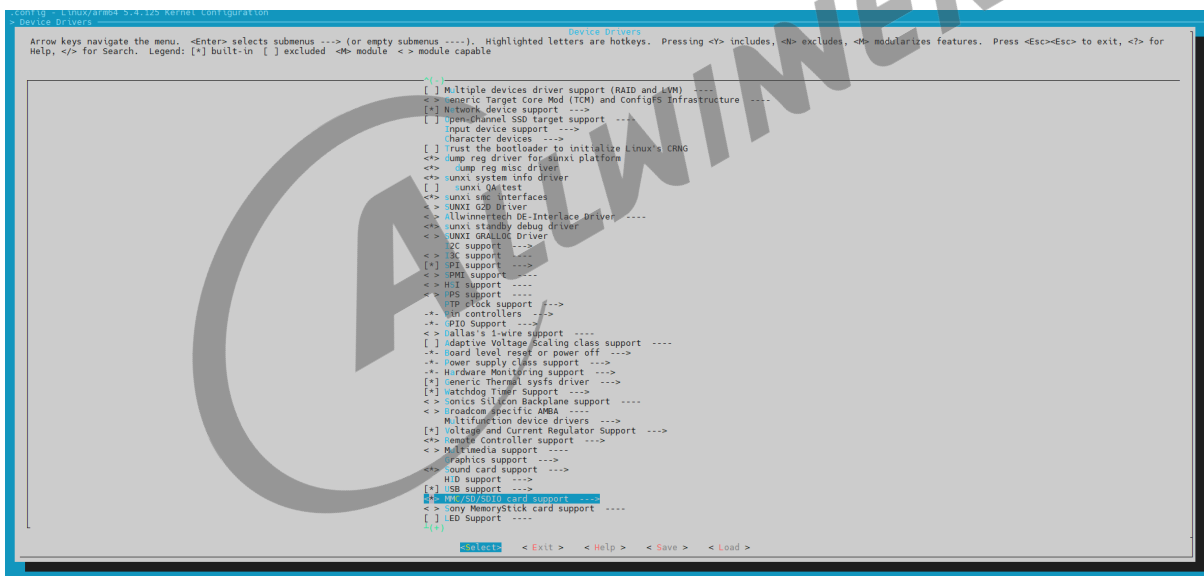 .config - Linux/arm64 5.4.125 Kernel Configuration
> Device Drivers
Device Drivers
Arrow keys navigate the menu. <Enter> selects submenus ---> (or empty submenus ----). Highlighted letters are hotkeys. Pressing <Y> includes, <N> excludes, <M> modularizes features. Press <Esc><Esc> to exit, <?> for
Help, </> for Search. Legend: [*] built-in [ ] excluded <M> module < > module capable
^(-)
[ ] Multiple devices driver support (RAID and LVM) ----
< > Generic Target Core Mod (TCM) and ConfigFS Infrastructure ----
[*] Network device support --->
[ ] Open-Channel SSD target support ----
Input device support --->
Character devices --->
[ ] Trust the bootloader to initialize Linux's CRNG
<*> dump reg driver for sunxi platform
<*> dump reg misc driver
<*> sunxi system info driver
[ ] sunxi QA test
<*> sunxi smc interfaces
< > SUNXI G2D Driver
< > Allwinnertech DE-Interlace Driver ----
<*> sunxi standby debug driver
< > SUNXI GRALLOC Driver
I2C support --->
< > I3C support ----
[*] SPI support --->
< > SPMI support ----
< > HSI support ----
< > PPS support ----
PTP clock support --->
-*- Pin controllers --->
-*- GPIO Support --->
< > Dallas's 1-wire support ----
[ ] Adaptive Voltage Scaling class support ----
-*- Board level reset or power off --->
-*- Power supply class support --->
-*- Hardware Monitoring support --->
[*] Generic Thermal sysfs driver --->
[*] Watchdog Timer Support --->
< > Sonics Silicon Backplane support ----
< > Broadcom specific AMBA ----
Multifunction device drivers --->
[*] Voltage and Current Regulator Support --->
<*> Remote Controller support --->
< > Multimedia support ----
Graphics support --->
<*> Sound card support --->
HID support --->
[*] USB support --->
<*> MMC/SD/SDIO card support --->
< > Sony MemoryStick card support ----
[ ] LED Support ----
^(+)
<Select> < Exit > < Help > < Save > < Load >
ALLWINNER